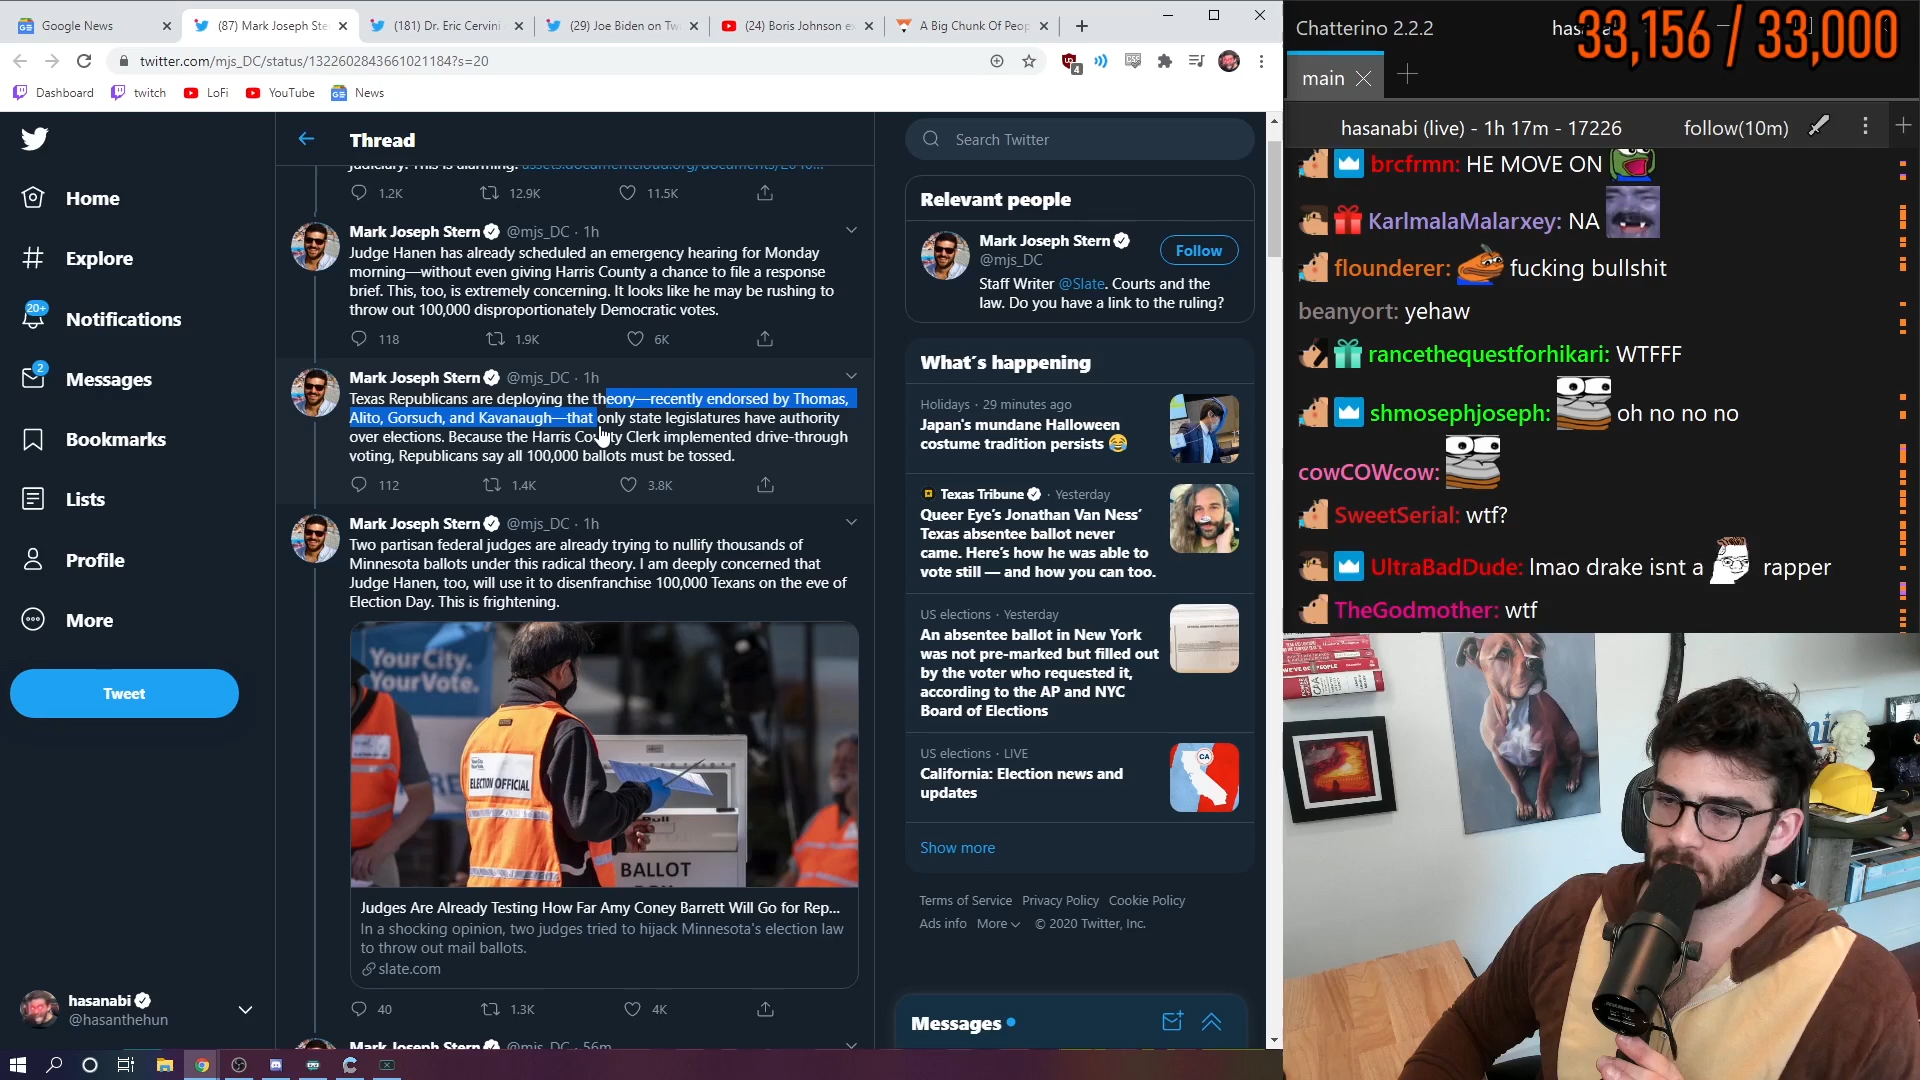 Google News
(87) Mark Joseph Ste
(181) Dr. Eric Cervini
(29) Joe Biden on Tw
(24) Boris Johnson ex
A Big Chunk Of Peop
twitter.com/mjs_DC/status/1322602843661021184?s=20
Dashboard
twitch
LoFi
YouTube
News
Home
Explore
20+
Notifications
2
Messages
Bookmarks
Lists
Profile
More
Tweet
hasanabi
@hasanthehun
Thread
1.2K 12.9K 11.5K
Mark Joseph Stern @mjs_DC · 1h
Judge Hanen has already scheduled an emergency hearing for Monday
morning—without even giving Harris County a chance to file a response
brief. This, too, is extremely concerning. It looks like he may be rushing to
throw out 100,000 disproportionately Democratic votes.
118 1.9K 6K
Mark Joseph Stern @mjs_DC · 1h
Texas Republicans are deploying the theory—recently endorsed by Thomas,
Alito, Gorsuch, and Kavanaugh—that only state legislatures have authority
over elections. Because the Harris County Clerk implemented drive-through
voting, Republicans say all 100,000 ballots must be tossed.
112 1.4K 3.8K
Mark Joseph Stern @mjs_DC · 1h
Two partisan federal judges are already trying to nullify thousands of
Minnesota ballots under this radical theory. I am deeply concerned that
Judge Hanen, too, will use it to disenfranchise 100,000 Texans on the eve of
Election Day. This is frightening.
Your City.
Your Vote.
ELECTION OFFICIAL
BALLOT
Judges Are Already Testing How Far Amy Coney Barrett Will Go for Rep...
In a shocking opinion, two judges tried to hijack Minnesota's election law
to throw out mail ballots.
slate.com
40 1.3K 4K
Mark Joseph Stern @mjs_DC · 56m
Search Twitter
Relevant people
Mark Joseph Stern
@mjs_DC
Follow
Staff Writer @Slate. Courts and the
law. Do you have a link to the ruling?
What's happening
Holidays · 29 minutes ago
Japan's mundane Halloween
costume tradition persists
Texas Tribune · Yesterday
Queer Eye's Jonathan Van Ness'
Texas absentee ballot never
came. Here's how he was able to
vote still — and how you can too.
US elections · Yesterday
An absentee ballot in New York
was not pre-marked but filled out
by the voter who requested it,
according to the AP and NYC
Board of Elections
US elections · LIVE
California: Election news and
updates
CA
Show more
Terms of Service Privacy Policy Cookie Policy
Ads info More © 2020 Twitter, Inc.
Messages
Chatterino 2.2.2
33,156 / 33,000
main
hasanabi (live) - 1h 17m - 17226
follow(10m)
brcfrmn: HE MOVE ON
KarlmalaMalarxey: NA
flounderer: fucking bullshit
beanyort: yehaw
rancethequestforhikari: WTFFF
shmosephjoseph: oh no no no
cowCOWcow:
SweetSerial: wtf?
UltraBadDude: lmao drake isnt a rapper
TheGodmother: wtf